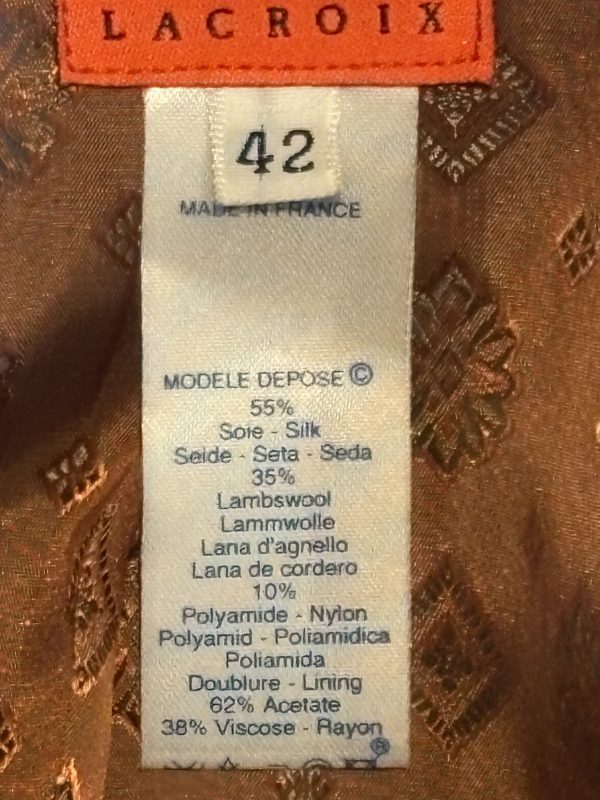 LACROIX
42
MADE IN FRANCE
MODELE DEPOSE ©
55%
Soie - Silk
Seide - Seta - Seda
35%
Lambswool
Lammwolle
Lana d'agnello
Lana de cordero
10%
Polyamide - Nylon
Polyamid - Poliamidica
Poliamida
Doublure - Lining
62% Acetate
38% Viscose - Rayon
®